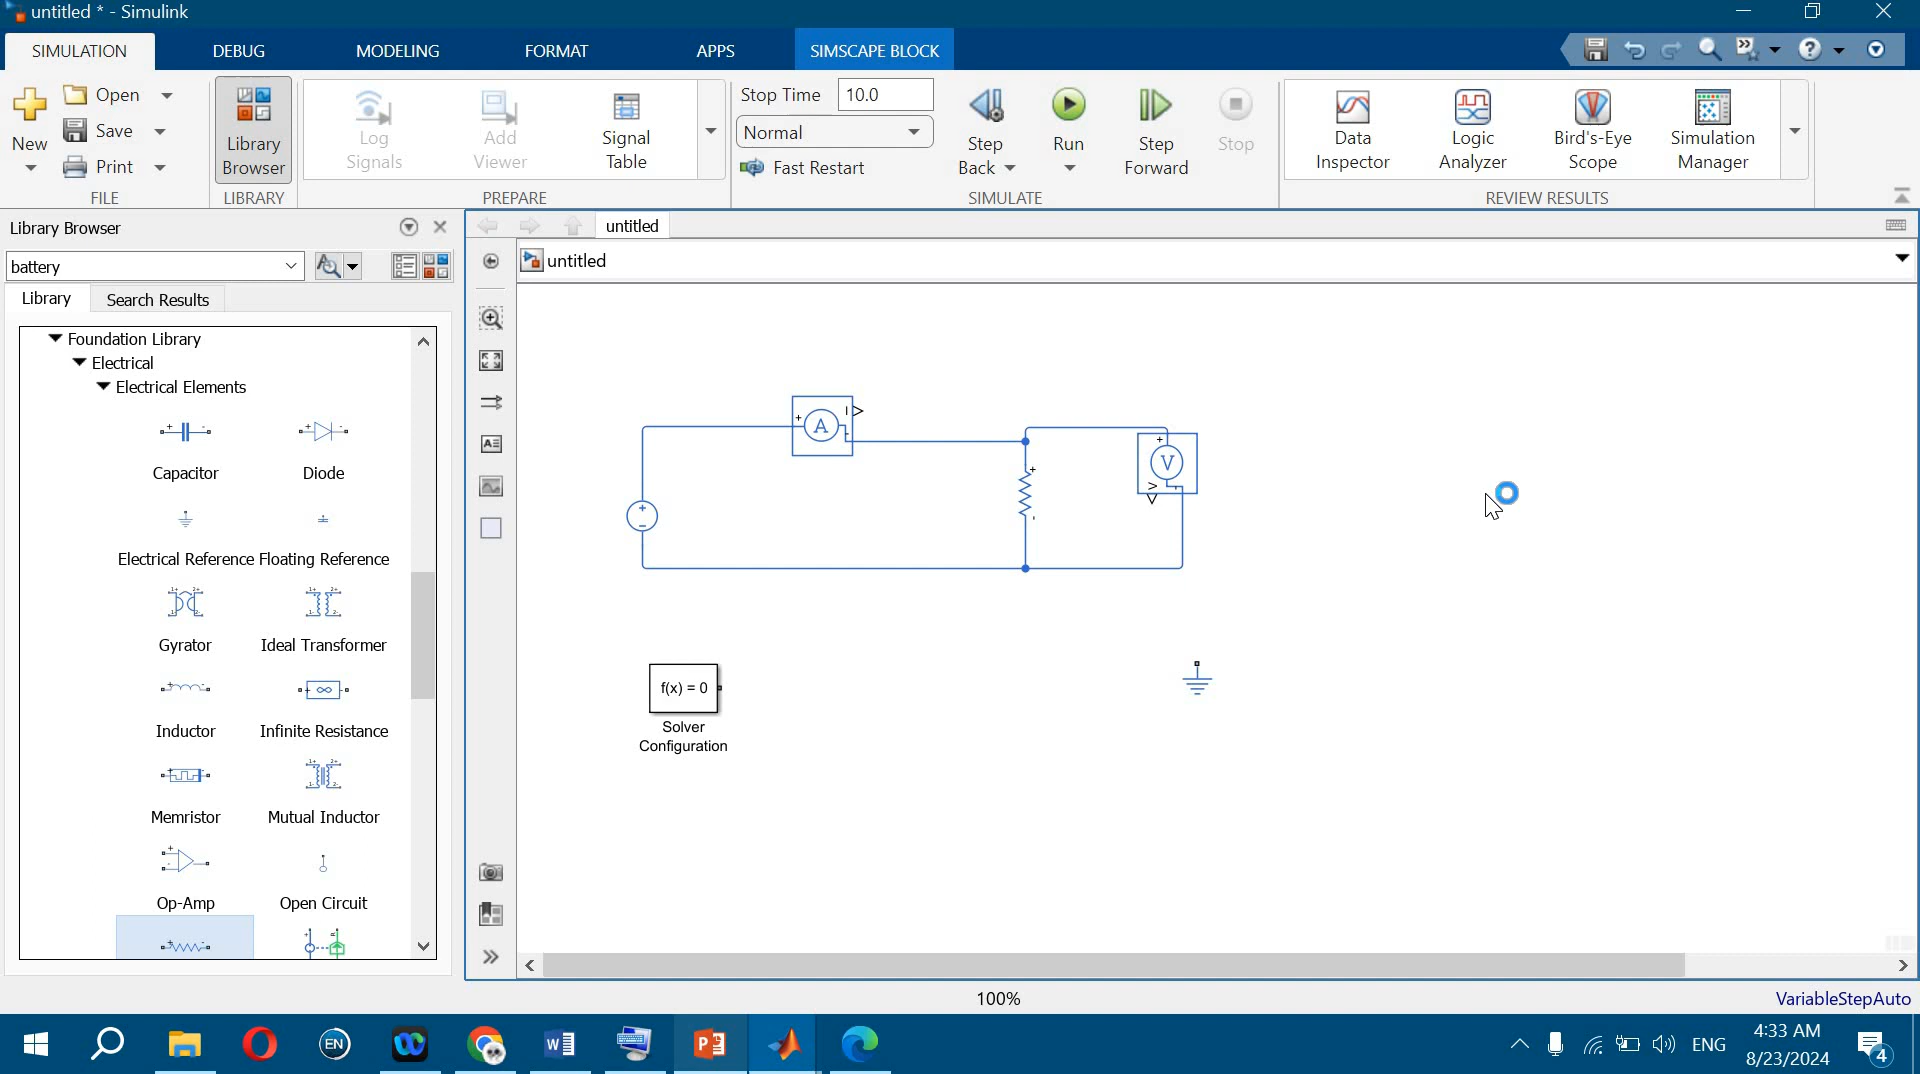 untitled * - Simulink
SIMULATION
DEBUG
MODELING
FORMAT
APPS
SIMSCAPE BLOCK
New
Open
Save
Print
FILE
Library
Browser
LIBRARY
Log
Signals
Add
Viewer
Signal
Table
PREPARE
Stop Time
10.0
Normal
Fast Restart
Step
Back
Run
Step
Forward
Stop
SIMULATE
Data
Inspector
Logic
Analyzer
Bird's-Eye
Scope
Simulation
Manager
REVIEW RESULTS
Library Browser
battery
Library
Search Results
Foundation Library
Electrical
Electrical Elements
Capacitor
Diode
Electrical Reference
Floating Reference
Gyrator
Ideal Transformer
Inductor
Infinite Resistance
Memristor
Mutual Inductor
Op-Amp
Open Circuit
untitled
untitled
A
I
V
V
f(x) = 0
Solver
Configuration
100%
VariableStepAuto
EN
ENG
4:33 AM
8/23/2024
4